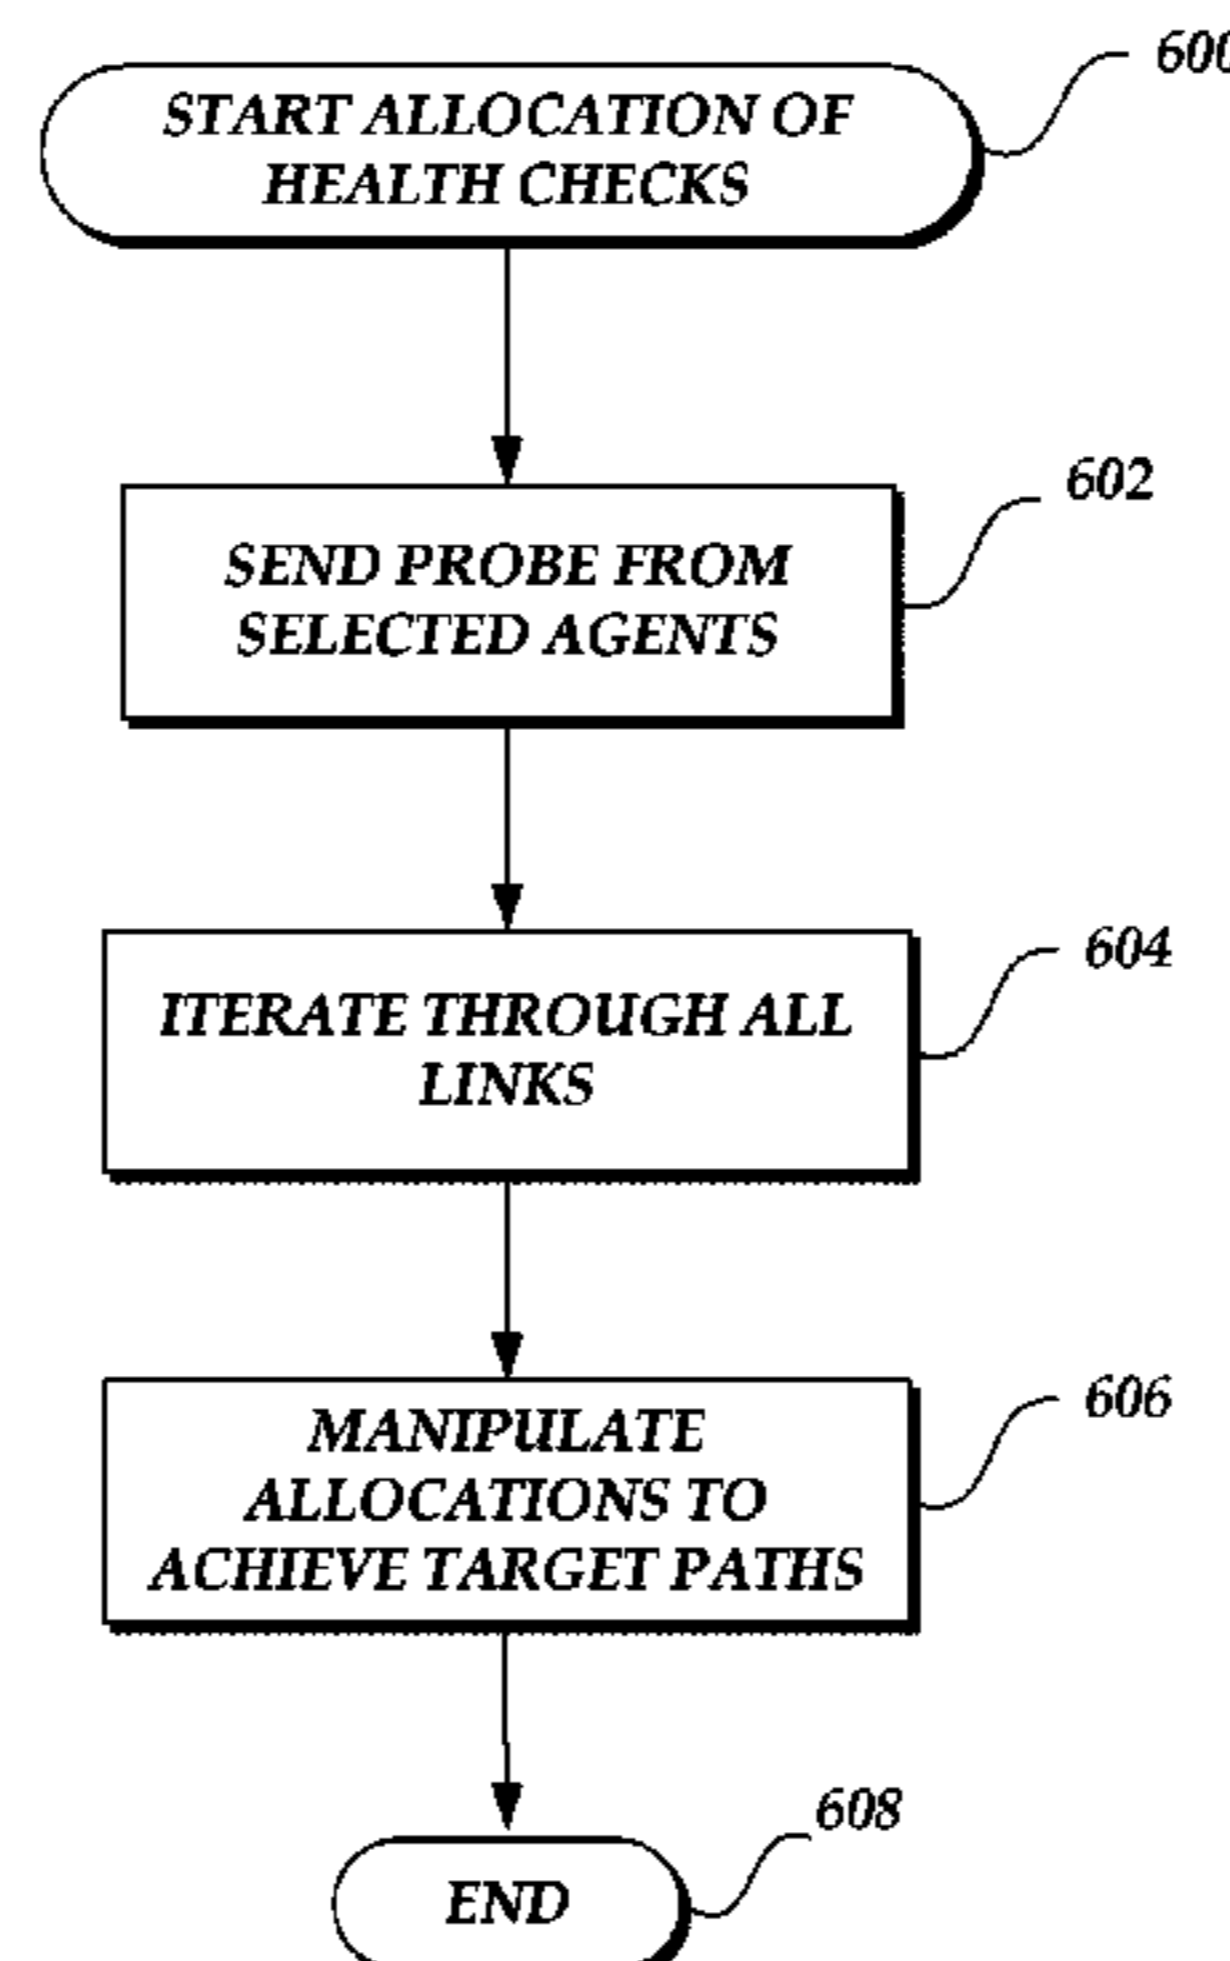 600
START ALLOCATION OF
HEALTH CHECKS
602
SEND PROBE FROM
SELECTED AGENTS
604
ITERATE THROUGH ALL
LINKS
606
MANIPULATE
ALLOCATIONS TO
ACHIEVE TARGET PATHS
608
END